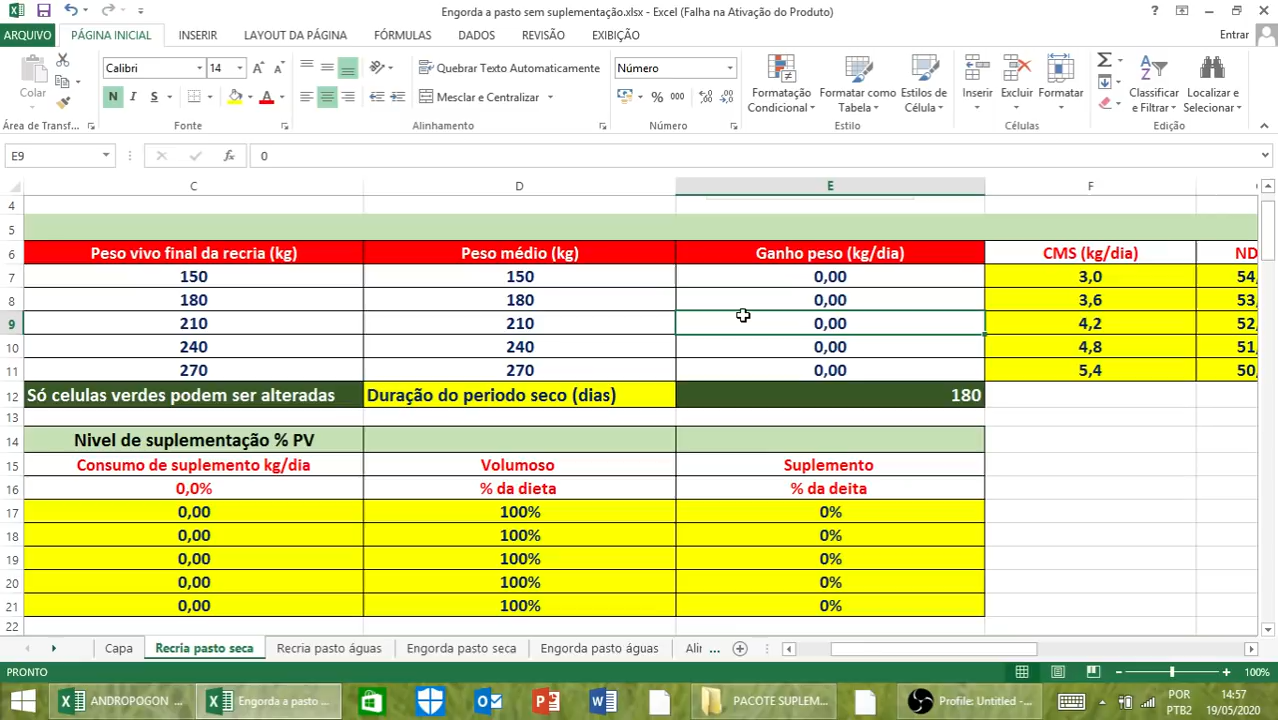 Engorda a pasto sem suplementação.xlsx - Excel (Falha na Ativação do Produto)
ARQUIVO PÁGINA INICIAL INSERIR LAYOUT DA PÁGINA FÓRMULAS DADOS REVISÃO EXIBIÇÃO Entrar
Calibri 14 Quebrar Texto Automaticamente Número
Colar N I S Mesclar e Centralizar % 000 Formatação Condicional Formatar como Tabela Estilos de Célula Inserir Excluir Formatar Classificar e Filtrar Localizar e Selecionar
Área de Transf... Fonte Alinhamento Número Estilo Células Edição
E9 fx 0
C D E F
4
5
6 Peso vivo final da recria (kg) Peso médio (kg) Ganho peso (kg/dia) CMS (kg/dia) ND
7 150 150 0,00 3,0 54,
8 180 180 0,00 3,6 53,
9 210 210 0,00 4,2 52,
10 240 240 0,00 4,8 51,
11 270 270 0,00 5,4 50,
12 Só celulas verdes podem ser alteradas Duração do periodo seco (dias) 180
13
14 Nivel de suplementação % PV
15 Consumo de suplemento kg/dia Volumoso Suplemento
16 0,0% % da dieta % da deita
17 0,00 100% 0%
18 0,00 100% 0%
19 0,00 100% 0%
20 0,00 100% 0%
21 0,00 100% 0%
22
Capa Recria pasto seca Recria pasto águas Engorda pasto seca Engorda pasto águas Alir ...
PRONTO 100%
ANDROPOGON ... Engorda a pasto ... PACOTE SUPLEM... Profile: Untitled -... POR 14:57
PTB2 19/05/2020